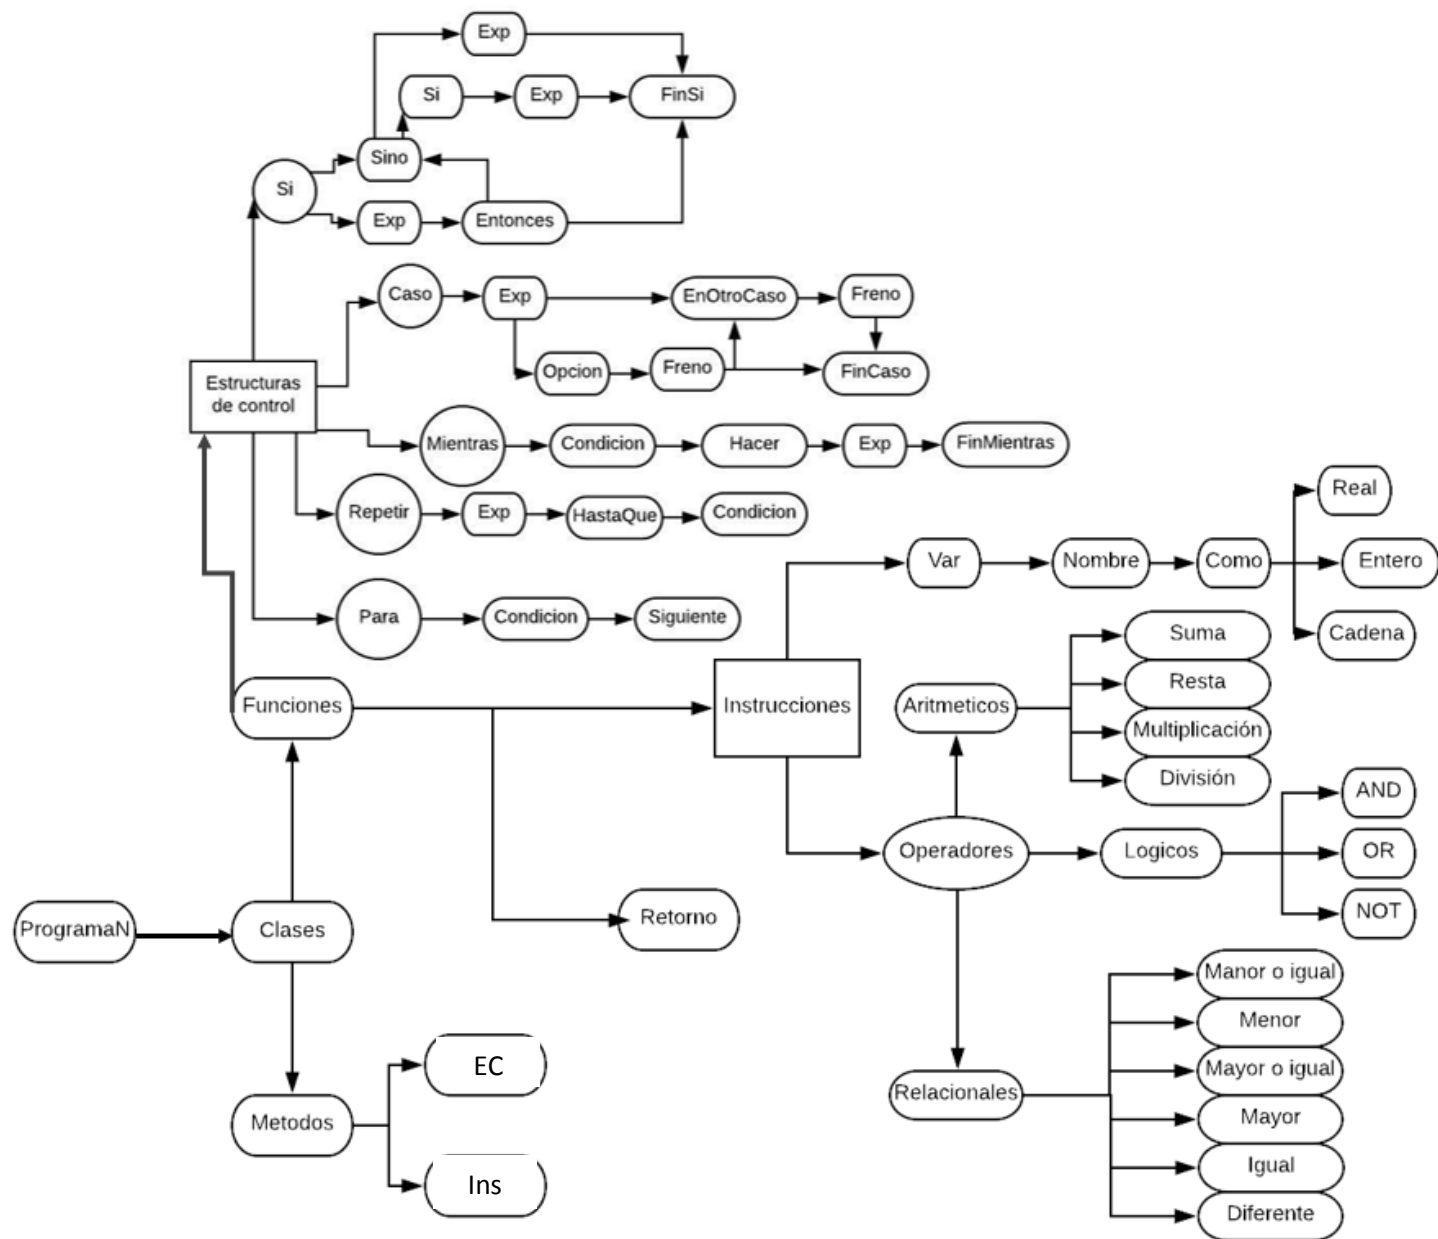 Exp
Si
Exp
FinSi
Sino
Si
Exp
Entonces
Caso
Exp
EnOtroCaso
Freno
Opcion
Freno
FinCaso
Estructuras
de control
Mientras
Condicion
Hacer
Exp
FinMientras
Repetir
Exp
HastaQue
Condicion
Real
Var
Nombre
Como
Entero
Para
Condicion
Siguiente
Suma
Cadena
Funciones
Instrucciones
Aritmeticos
Resta
Multiplicación
División
AND
Operadores
Logicos
OR
ProgramaN
Clases
Retorno
NOT
Manor o igual
Menor
EC
Mayor o igual
Relacionales
Metodos
Mayor
Ins
Igual
Diferente